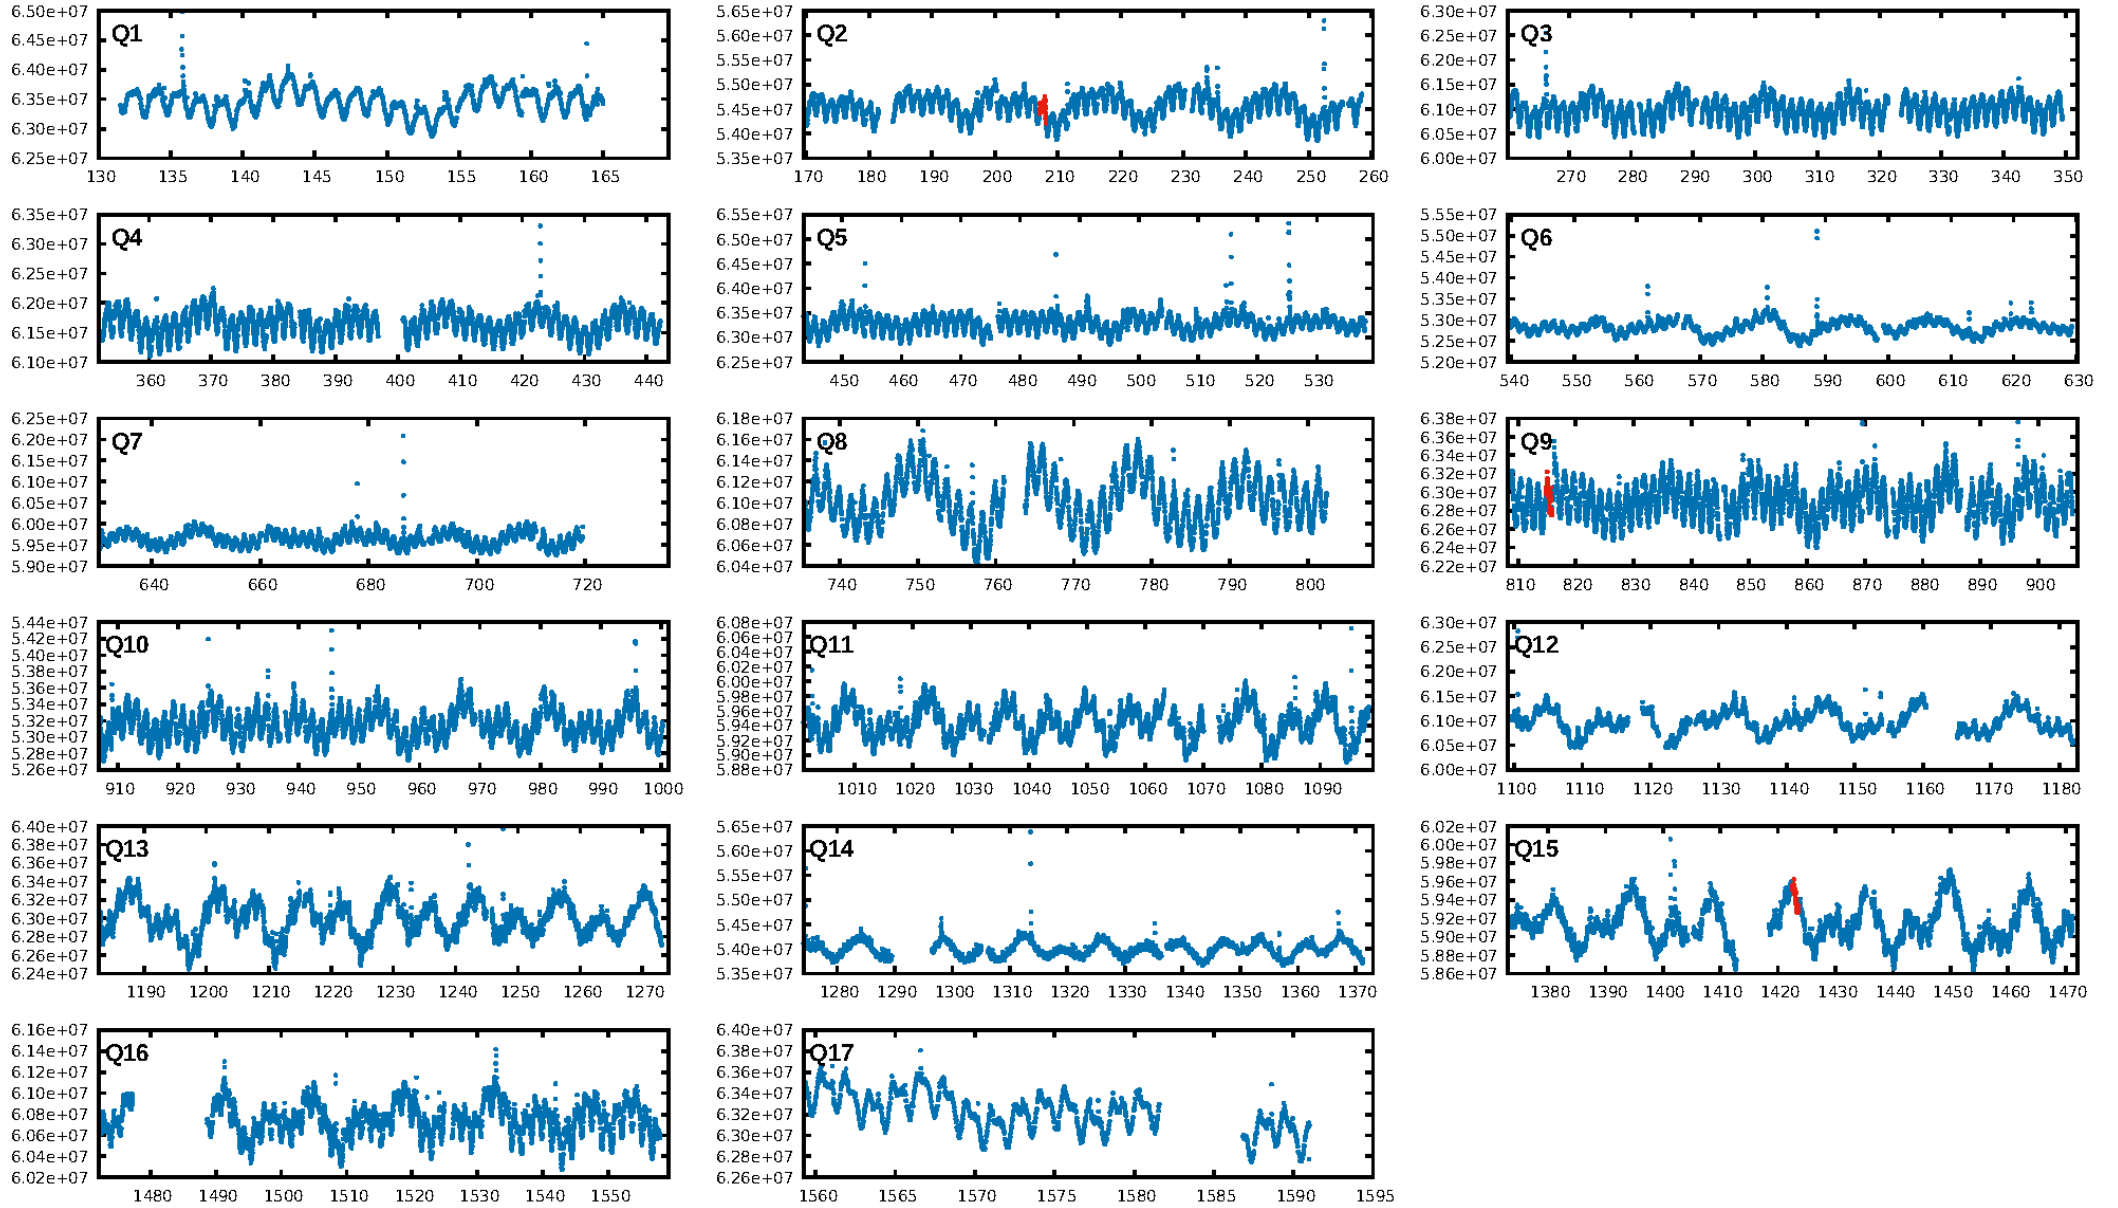 6.50e+07
6.45e+07
6.40e+07
6.35e+07
6.30e+07
6.25e+07
Q1
130 135 140 145 150 155 160 165
5.65e+07
5.60e+07
5.55e+07
5.50e+07
5.45e+07
5.40e+07
5.35e+07
Q2
170 180 190 200 210 220 230 240 250 260
6.30e+07
6.25e+07
6.20e+07
6.15e+07
6.10e+07
6.05e+07
6.00e+07
Q3
270 280 290 300 310 320 330 340 350
6.35e+07
6.30e+07
6.25e+07
6.20e+07
6.15e+07
6.10e+07
Q4
360 370 380 390 400 410 420 430 440
6.55e+07
6.50e+07
6.45e+07
6.40e+07
6.35e+07
6.30e+07
6.25e+07
Q5
450 460 470 480 490 500 510 520 530
5.55e+07
5.50e+07
5.45e+07
5.40e+07
5.35e+07
5.30e+07
5.25e+07
5.20e+07
Q6
540 550 560 570 580 590 600 610 620 630
6.25e+07
6.20e+07
6.15e+07
6.10e+07
6.05e+07
6.00e+07
5.95e+07
5.90e+07
Q7
640 660 680 700 720
6.18e+07
6.16e+07
6.14e+07
6.12e+07
6.10e+07
6.08e+07
6.06e+07
6.04e+07
Q8
740 750 760 770 780 790 800
6.38e+07
6.36e+07
6.34e+07
6.32e+07
6.30e+07
6.28e+07
6.26e+07
6.24e+07
6.22e+07
Q9
810 820 830 840 850 860 870 880 890 900
5.44e+07
5.42e+07
5.40e+07
5.38e+07
5.36e+07
5.34e+07
5.32e+07
5.30e+07
5.28e+07
5.26e+07
Q10
910 920 930 940 950 960 970 980 990 1000
6.08e+07
6.06e+07
6.04e+07
6.02e+07
6.00e+07
5.98e+07
5.96e+07
5.94e+07
5.92e+07
5.90e+07
5.88e+07
Q11
1010 1020 1030 1040 1050 1060 1070 1080 1090
6.30e+07
6.25e+07
6.20e+07
6.15e+07
6.10e+07
6.05e+07
6.00e+07
Q12
1100 1110 1120 1130 1140 1150 1160 1170 1180
6.40e+07
6.38e+07
6.36e+07
6.34e+07
6.32e+07
6.30e+07
6.28e+07
6.26e+07
6.24e+07
Q13
1190 1200 1210 1220 1230 1240 1250 1260 1270
5.65e+07
5.60e+07
5.55e+07
5.50e+07
5.45e+07
5.40e+07
5.35e+07
Q14
1280 1290 1300 1310 1320 1330 1340 1350 1360 1370
6.02e+07
6.00e+07
5.98e+07
5.96e+07
5.94e+07
5.92e+07
5.90e+07
5.88e+07
5.86e+07
Q15
1380 1390 1400 1410 1420 1430 1440 1450 1460 1470
6.16e+07
6.14e+07
6.12e+07
6.10e+07
6.08e+07
6.06e+07
6.04e+07
6.02e+07
Q16
1480 1490 1500 1510 1520 1530 1540 1550
6.40e+07
6.38e+07
6.36e+07
6.34e+07
6.32e+07
6.30e+07
6.28e+07
6.26e+07
Q17
1560 1565 1570 1575 1580 1585 1590 1595